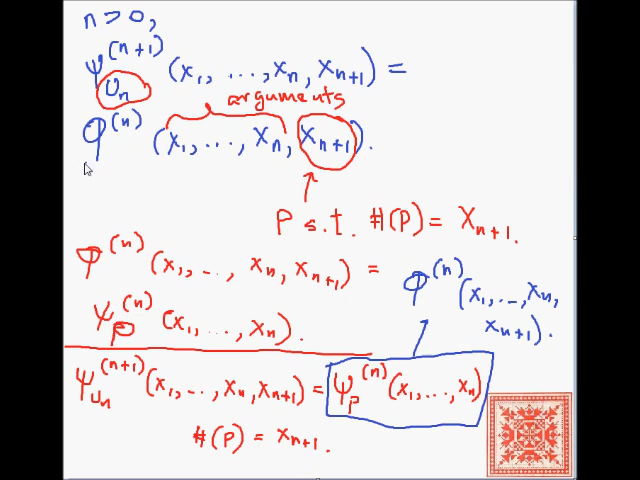 n > 0,
Ψ_{U_n}^{(n+1)} (x_1, ..., x_n, x_{n+1}) =
arguments
Φ^{(n)} (x_1, ..., x_n, x_{n+1}).
P s.t. #(P) = x_{n+1}.
Φ^{(n)} (x_1, ..., x_n, x_{n+1}) =
Ψ_P^{(n)} (x_1, ..., x_n).
Φ^{(n)} (x_1, ..., x_n,
x_{n+1}).
Ψ_{U_n}^{(n+1)} (x_1, ..., x_n, x_{n+1}) = Ψ_P^{(n)} (x_1, ..., x_n)
#(P) = x_{n+1}.